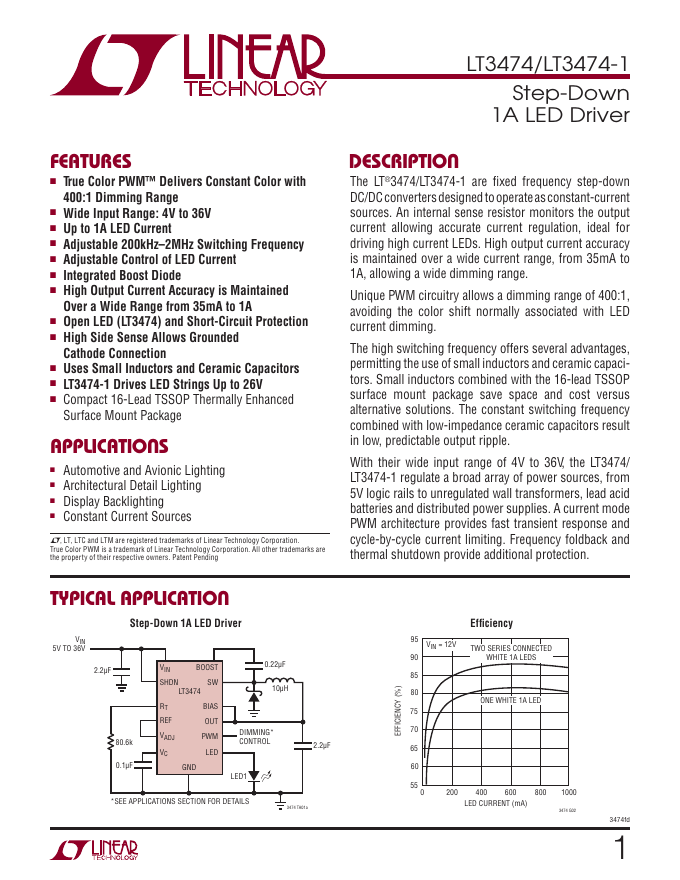 LINEAR
TECHNOLOGY
LT3474/LT3474-1
Step-Down
1A LED Driver
FEATURES
■ True Color PWM™ Delivers Constant Color with
400:1 Dimming Range
■ Wide Input Range: 4V to 36V
■ Up to 1A LED Current
■ Adjustable 200kHz–2MHz Switching Frequency
■ Adjustable Control of LED Current
■ Integrated Boost Diode
■ High Output Current Accuracy is Maintained
Over a Wide Range from 35mA to 1A
■ Open LED (LT3474) and Short-Circuit Protection
■ High Side Sense Allows Grounded
Cathode Connection
■ Uses Small Inductors and Ceramic Capacitors
■ LT3474-1 Drives LED Strings Up to 26V
■ Compact 16-Lead TSSOP Thermally Enhanced
Surface Mount Package
APPLICATIONS
■ Automotive and Avionic Lighting
■ Architectural Detail Lighting
■ Display Backlighting
■ Constant Current Sources
LT, LT, LTC and LTM are registered trademarks of Linear Technology Corporation.
True Color PWM is a trademark of Linear Technology Corporation. All other trademarks are
the property of their respective owners. Patent Pending
DESCRIPTION
The LT®3474/LT3474-1 are fixed frequency step-down
DC/DC converters designed to operate as constant-current
sources. An internal sense resistor monitors the output
current allowing accurate current regulation, ideal for
driving high current LEDs. High output current accuracy
is maintained over a wide current range, from 35mA to
1A, allowing a wide dimming range.
Unique PWM circuitry allows a dimming range of 400:1,
avoiding the color shift normally associated with LED
current dimming.
The high switching frequency offers several advantages,
permitting the use of small inductors and ceramic capaci-
tors. Small inductors combined with the 16-lead TSSOP
surface mount package save space and cost versus
alternative solutions. The constant switching frequency
combined with low-impedance ceramic capacitors result
in low, predictable output ripple.
With their wide input range of 4V to 36V, the LT3474/
LT3474-1 regulate a broad array of power sources, from
5V logic rails to unregulated wall transformers, lead acid
batteries and distributed power supplies. A current mode
PWM architecture provides fast transient response and
cycle-by-cycle current limiting. Frequency foldback and
thermal shutdown provide additional protection.
TYPICAL APPLICATION
Step-Down 1A LED Driver
VIN
5V TO 36V
2.2µF
VIN BOOST
0.22µF
SHDN SW
LT3474
10µH
RT BIAS
REF OUT
VADJ PWM
DIMMING*
CONTROL
80.6k
2.2µF
VC LED
0.1µF
GND
LED1
*SEE APPLICATIONS SECTION FOR DETAILS
3474 TA01a
Efficiency
95
90
85
80
75
70
65
60
55
EFFICIENCY (%)
VIN = 12V
TWO SERIES CONNECTED
WHITE 1A LEDS
ONE WHITE 1A LED
0 200 400 600 800 1000
LED CURRENT (mA)
3474 G02
3474fd
LINEAR
TECHNOLOGY
1